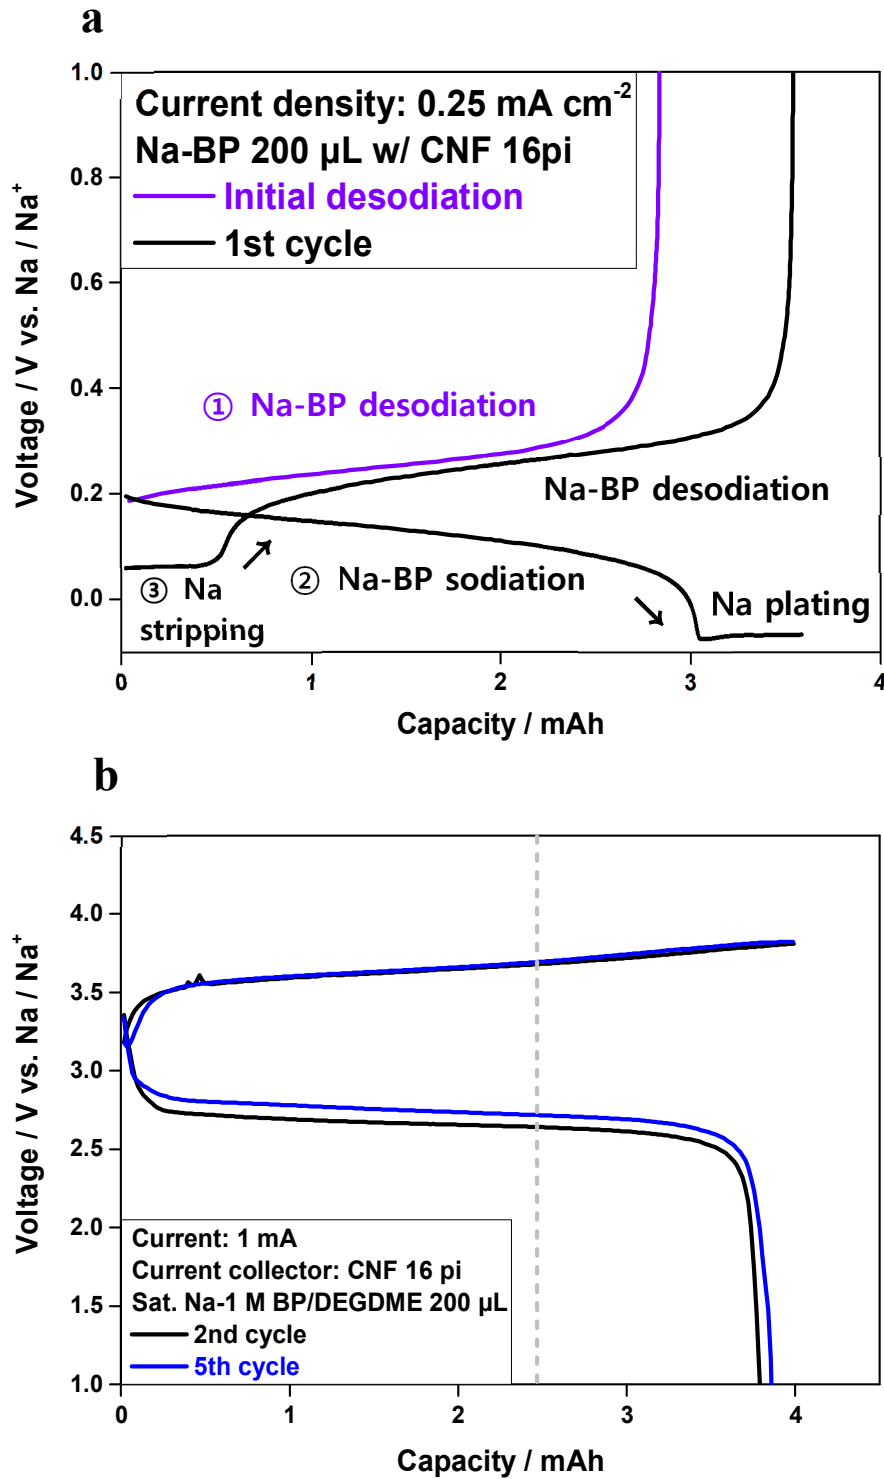 a
1.0
0.8
0.6
0.4
0.2
0.0
Voltage / V vs. Na / Na⁺
Current density: 0.25 mA cm⁻²
Na-BP 200 µL w/ CNF 16pi
Initial desodiation
1st cycle
① Na-BP desodiation
Na-BP desodiation
② Na-BP sodiation
③ Na
stripping
Na plating
0 1 2 3 4
Capacity / mAh
b
4.5
4.0
3.5
3.0
2.5
2.0
1.5
1.0
Voltage / V vs. Na / Na⁺
Current: 1 mA
Current collector: CNF 16 pi
Sat. Na-1 M BP/DEGDME 200 µL
2nd cycle
5th cycle
0 1 2 3 4
Capacity / mAh